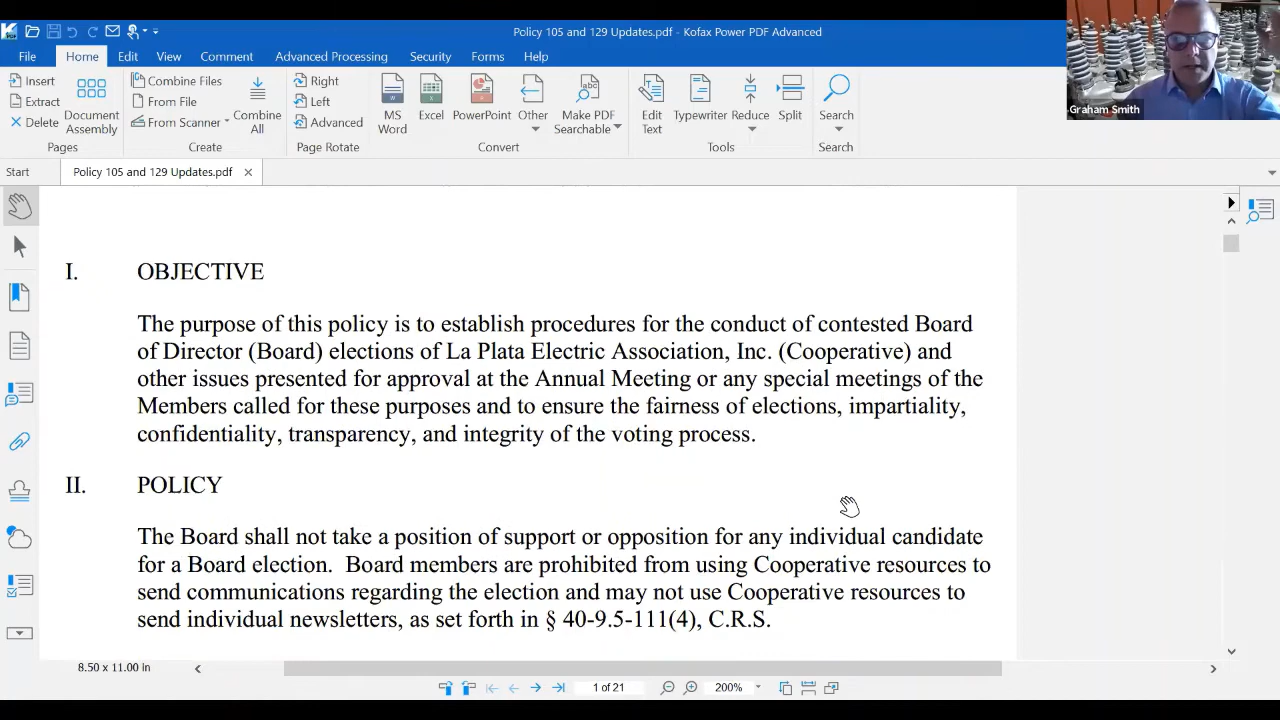 Policy 105 and 129 Updates.pdf - Kofax Power PDF Advanced
File Home Edit View Comment Advanced Processing Security Forms Help
Insert
Extract
Delete
Document Assembly
Pages
Combine Files
From File
From Scanner
Combine All
Create
Right
Left
Advanced
Page Rotate
MS Word
Excel
PowerPoint
Other
Make PDF Searchable
Convert
Edit Text
Typewriter
Reduce
Split
Tools
Search
Search
Graham Smith
Start
Policy 105 and 129 Updates.pdf
I. OBJECTIVE
The purpose of this policy is to establish procedures for the conduct of contested Board
of Director (Board) elections of La Plata Electric Association, Inc. (Cooperative) and
other issues presented for approval at the Annual Meeting or any special meetings of the
Members called for these purposes and to ensure the fairness of elections, impartiality,
confidentiality, transparency, and integrity of the voting process.
II. POLICY
The Board shall not take a position of support or opposition for any individual candidate
for a Board election. Board members are prohibited from using Cooperative resources to
send communications regarding the election and may not use Cooperative resources to
send individual newsletters, as set forth in § 40-9.5-111(4), C.R.S.
8.50 x 11.00 in
1 of 21
200%